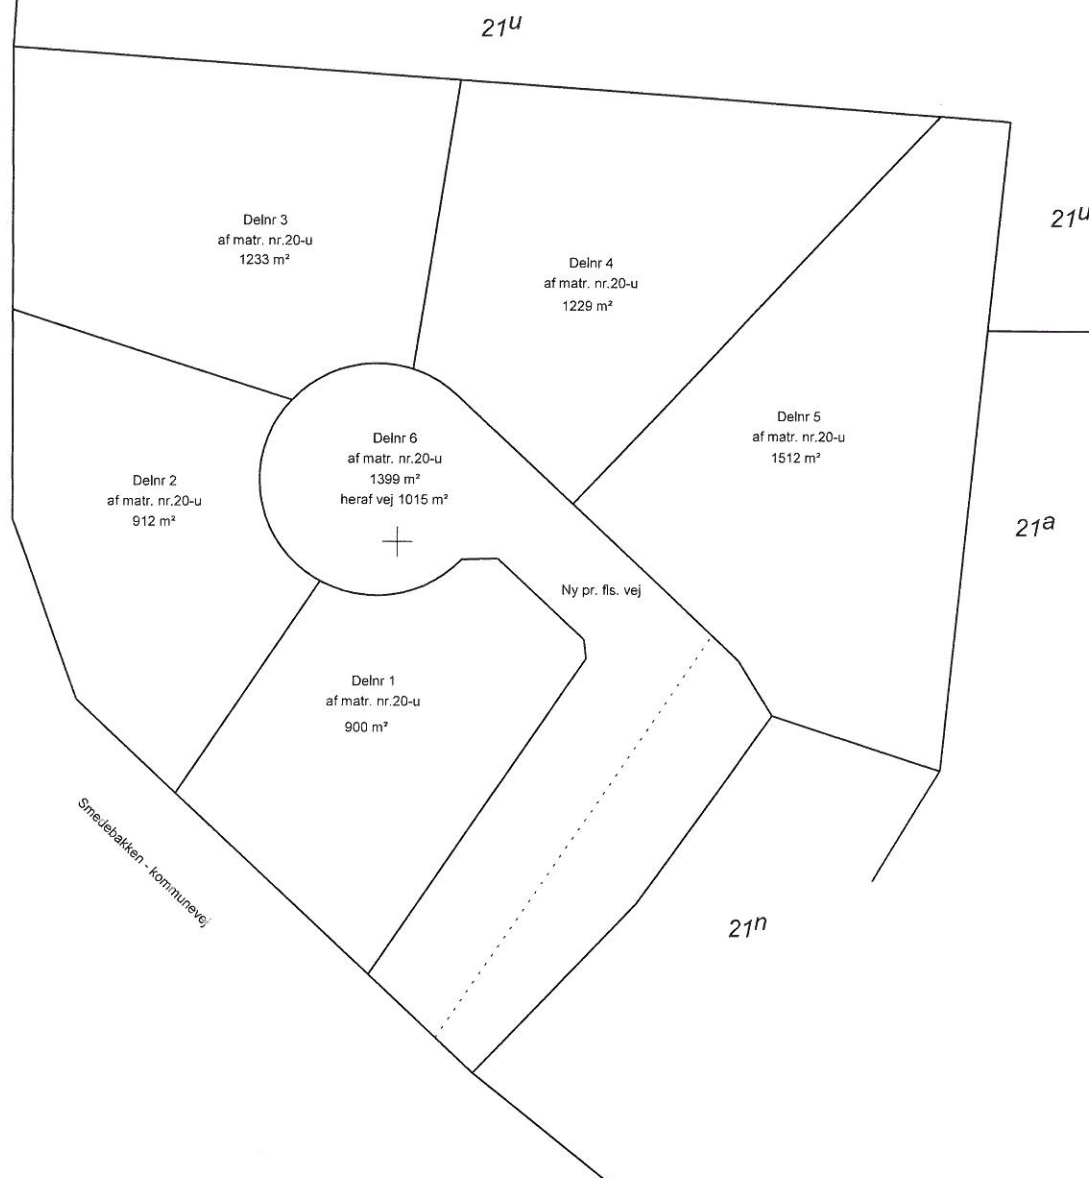 21u
21u
Delnr 3
af matr. nr.20-u
1233 m²
Delnr 4
af matr. nr.20-u
1229 m²
Delnr 5
af matr. nr.20-u
1512 m²
Delnr 6
af matr. nr.20-u
1399 m²
heraf vej 1015 m²
Delnr 2
af matr. nr.20-u
912 m²
21a
Ny pr. fls. vej
Delnr 1
af matr. nr.20-u
900 m²
Smedebakken - kommunevej
21n